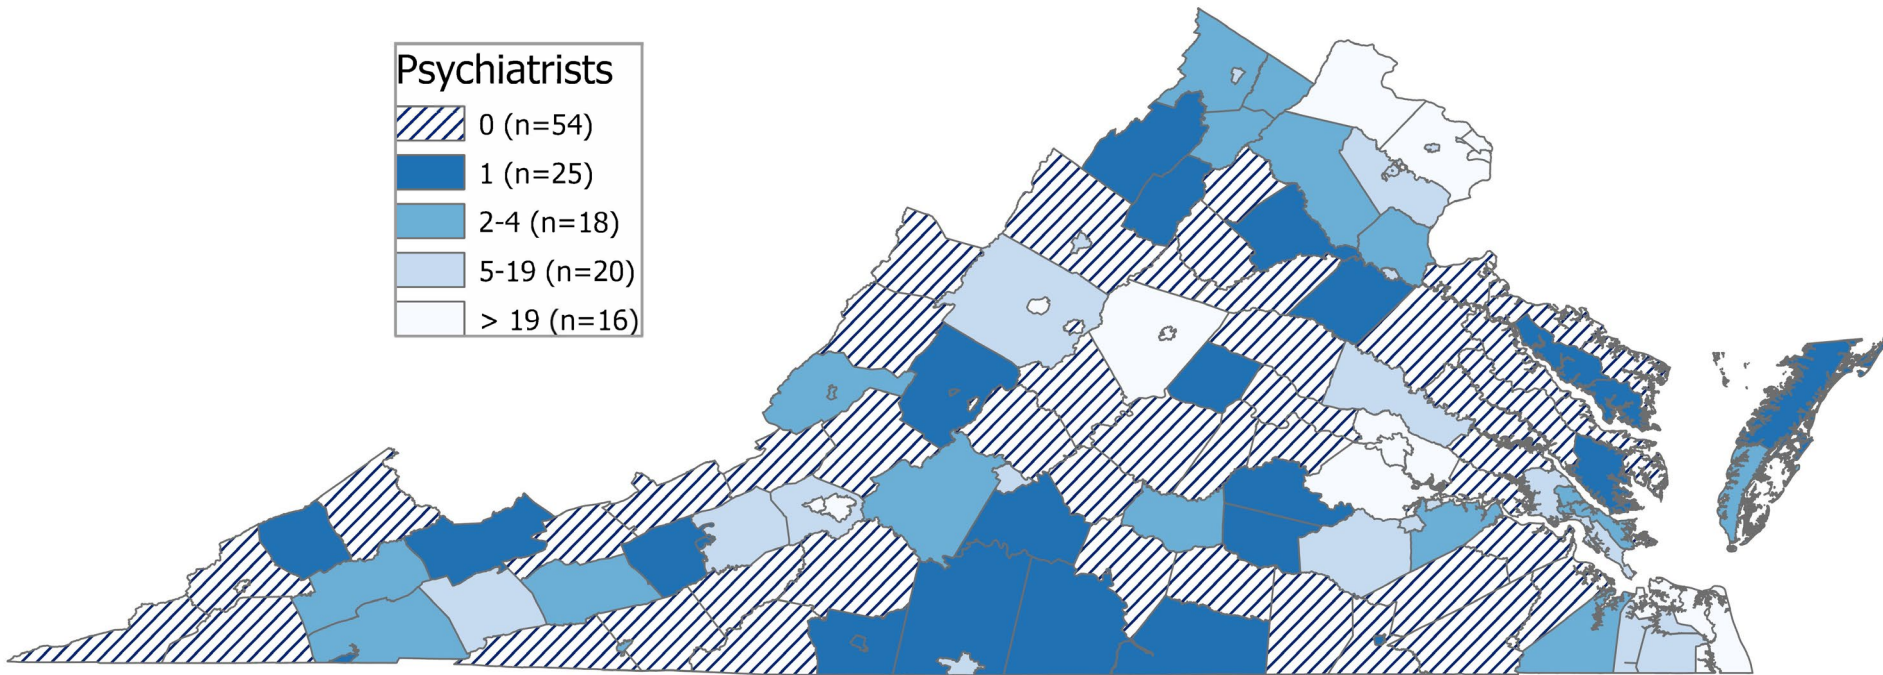 Psychiatrists
0 (n=54)
1 (n=25)
2-4 (n=18)
5-19 (n=20)
> 19 (n=16)